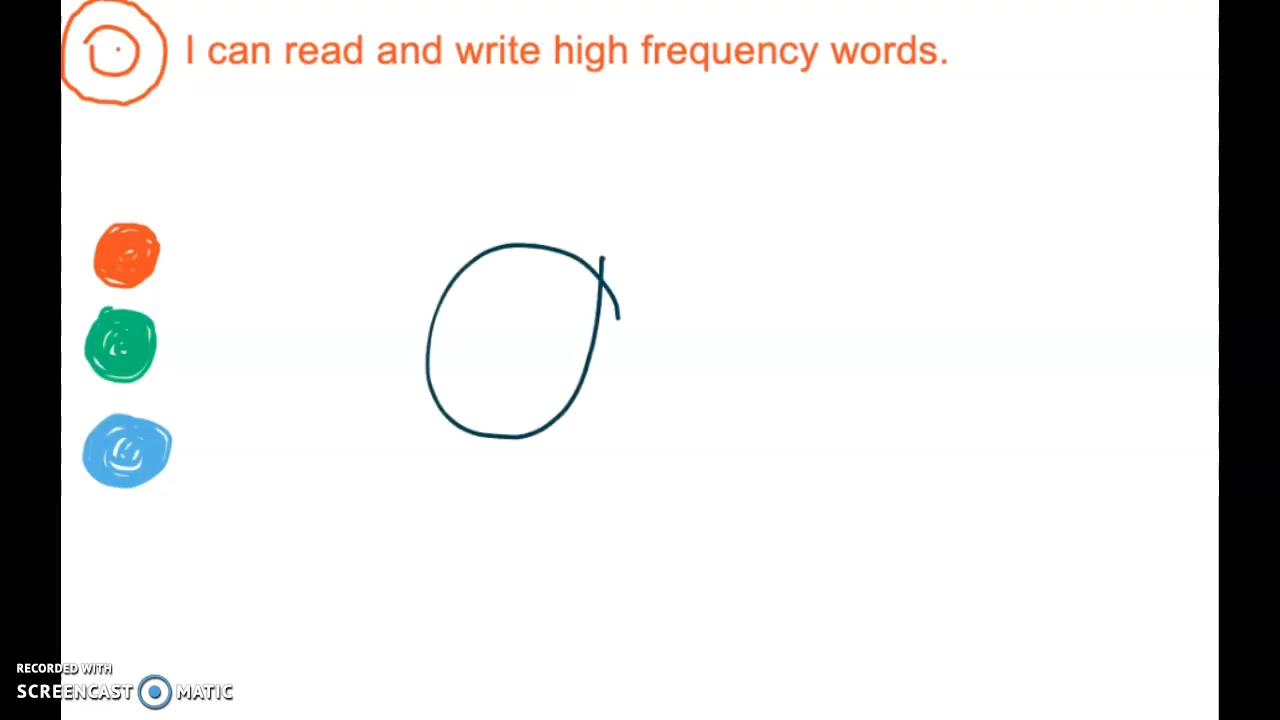 I can read and write high frequency words.
RECORDED WITH
SCREENCAST MATIC